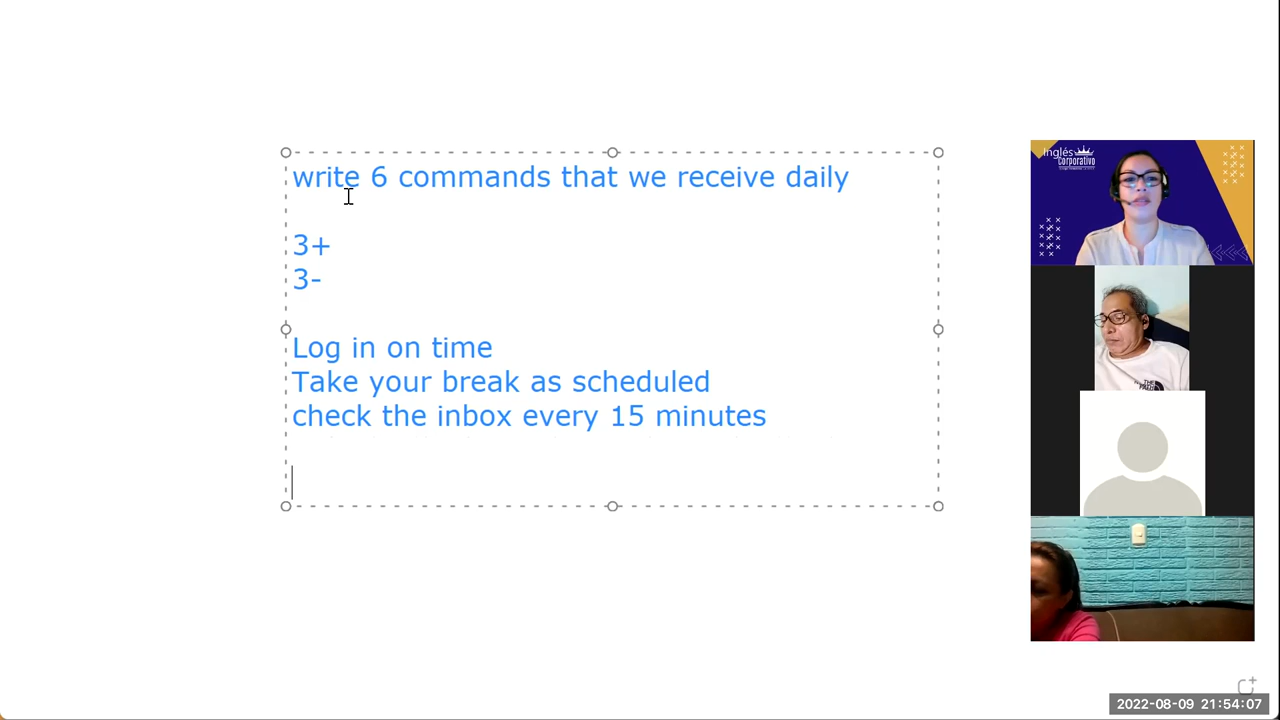 write 6 commands that we receive daily
3+
3-
Log in on time
Take your break as scheduled
check the inbox every 15 minutes
Inglés
Corporativo
THE
2022-08-09 21:54:07